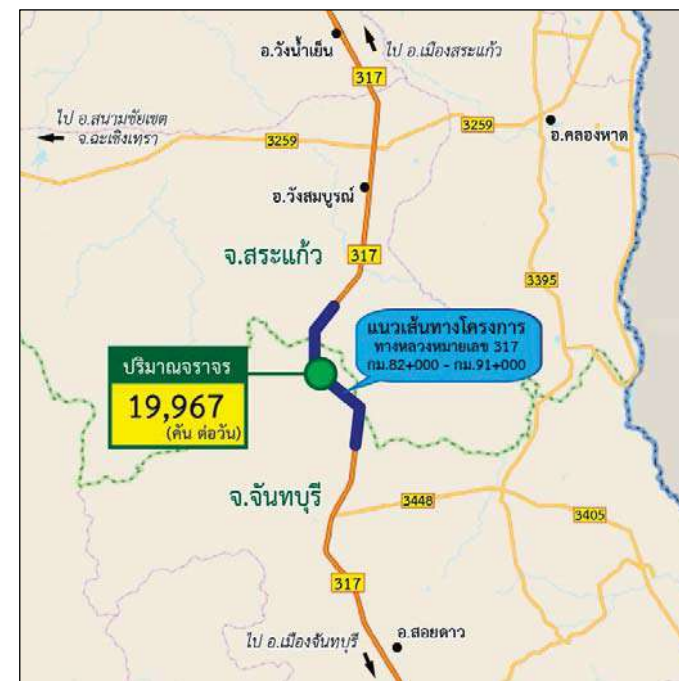 อ.วังน้ำเย็น
ไป อ.เมืองสระแก้ว
317
ไป อ.สนามชัยเขต
จ.ฉะเชิงเทรา
3259
3259
อ.คลองหาด
อ.วังสมบูรณ์
จ.สระแก้ว
317
3395
แนวเส้นทางโครงการ
ทางหลวงหมายเลข 317
กม.82+000 - กม.91+000
ปริมาณจราจร
19,967
(คัน ต่อวัน)
จ.จันทบุรี
3448
3405
317
ไป อ.เมืองจันทบุรี
อ.สอยดาว